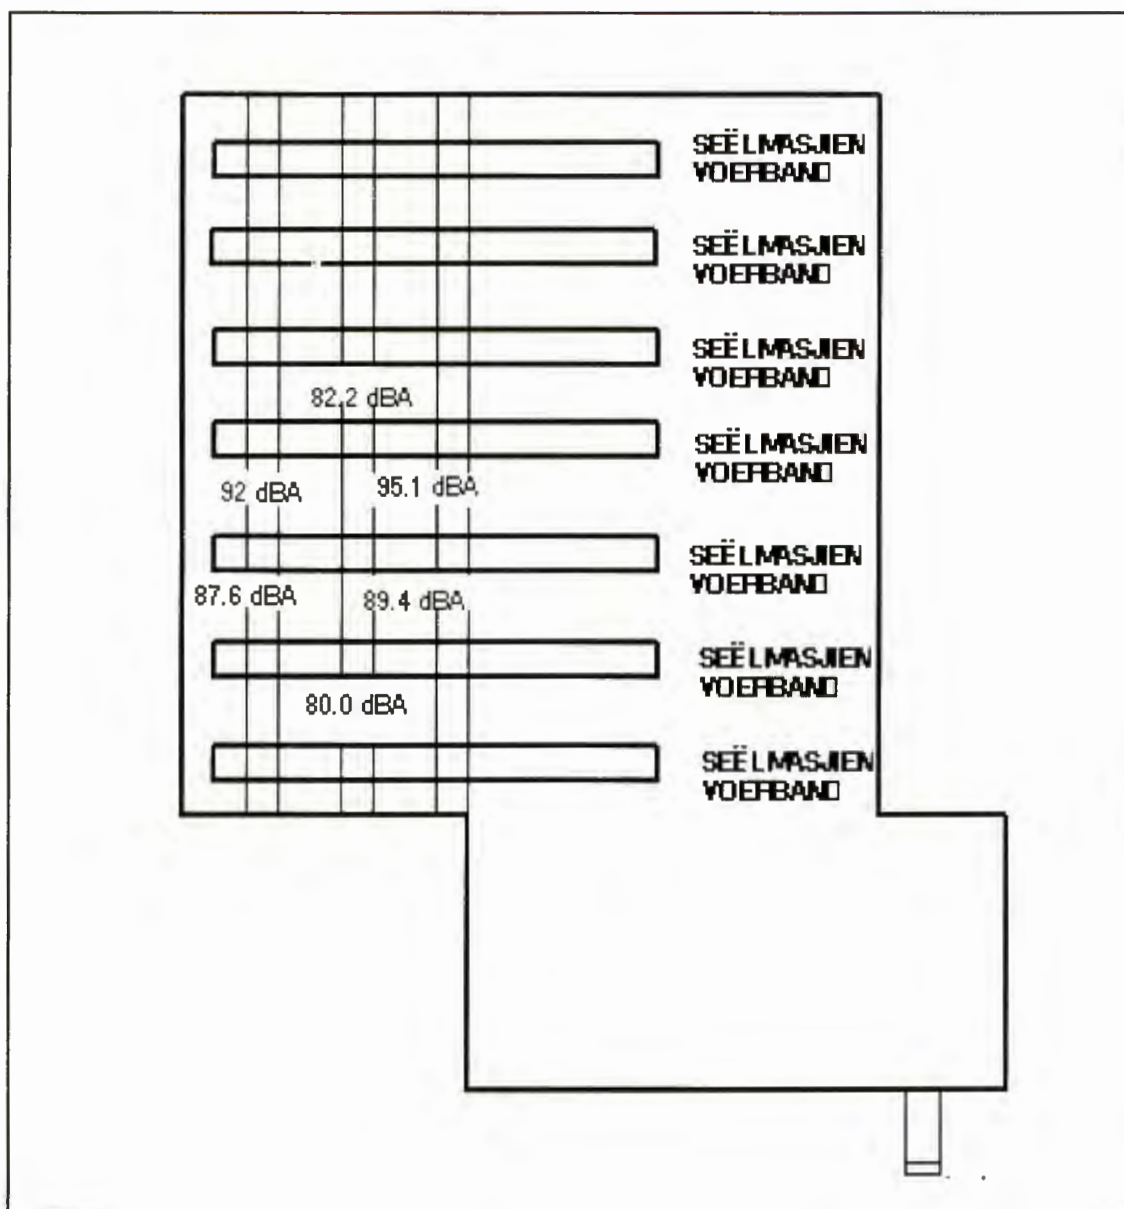 SEËLMASJIEN
VOERBAND
SEËLMASJIEN
VOERBAND
SEËLMASJIEN
VOERBAND
82.2 dBA
SEËLMASJIEN
VOERBAND
92 dBA
95.1 dBA
SEËLMASJIEN
VOERBAND
87.6 dBA
89.4 dBA
SEËLMASJIEN
VOERBAND
80.0 dBA
SEËLMASJIEN
VOERBAND